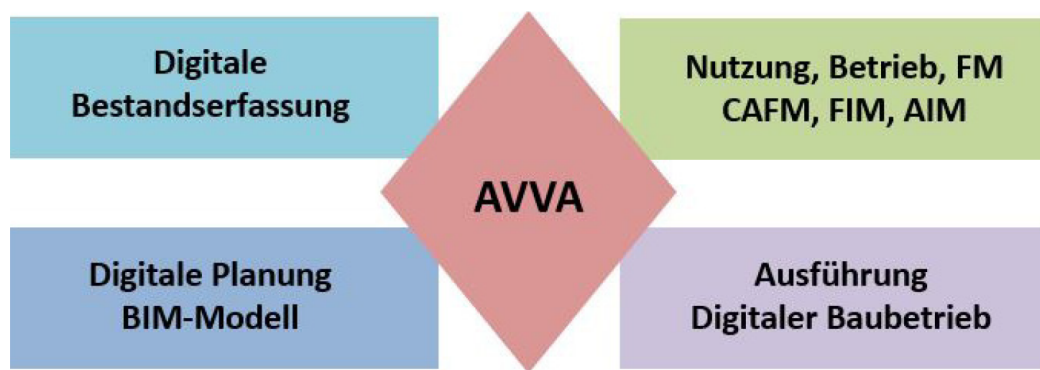 Digitale
Bestandserfassung
Nutzung, Betrieb, FM
CAFM, FIM, AIM
AVVA
Digitale Planung
BIM-Modell
Ausführung
Digitaler Baubetrieb